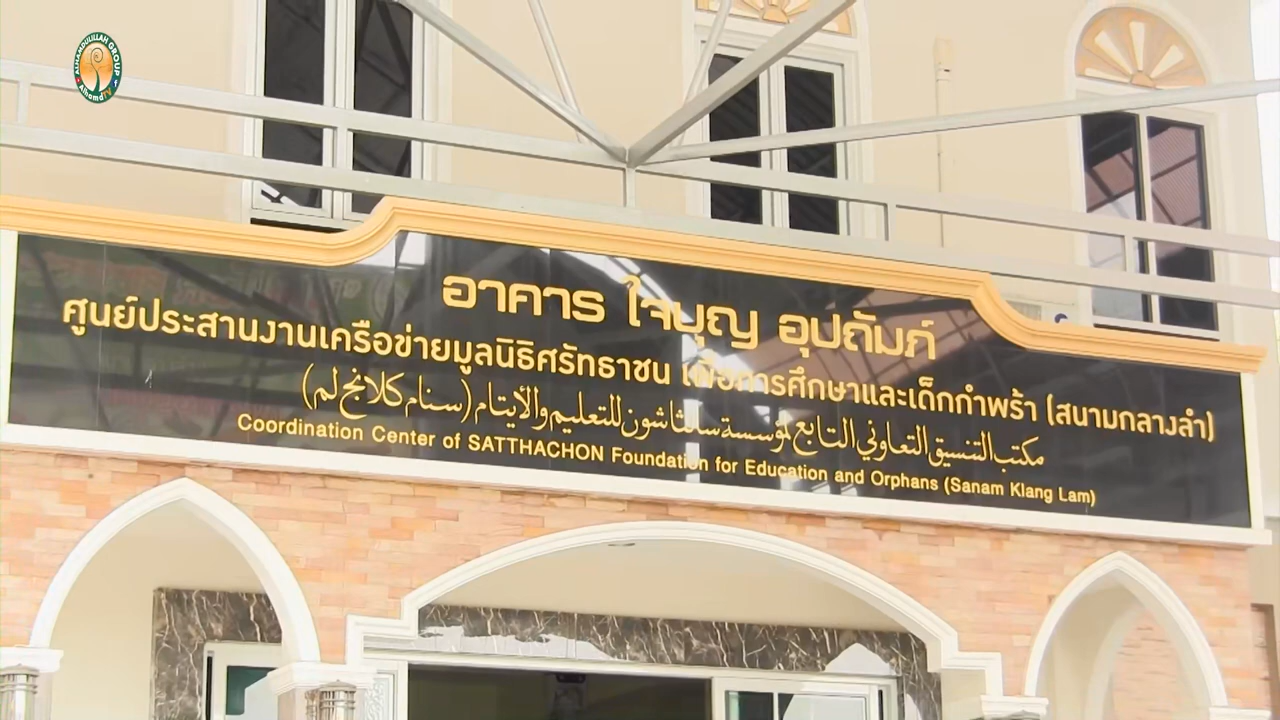 ALHAMDULILLAH GROUP
AlhamdTV
อาคาร ใจบุญ อุปถัมภ์
ศูนย์ประสานงานเครือข่ายมูลนิธิศรัทธาชน เพื่อการศึกษาและเด็กกำพร้า (สนามกลางลำ)
مكتب التنسيق التعاوني التابع لمؤسسة ساثاشون للتعليم والأيتام (سنام كلانج لم)
Coordination Center of SATTHACHON Foundation for Education and Orphans (Sanam Klang Lam)